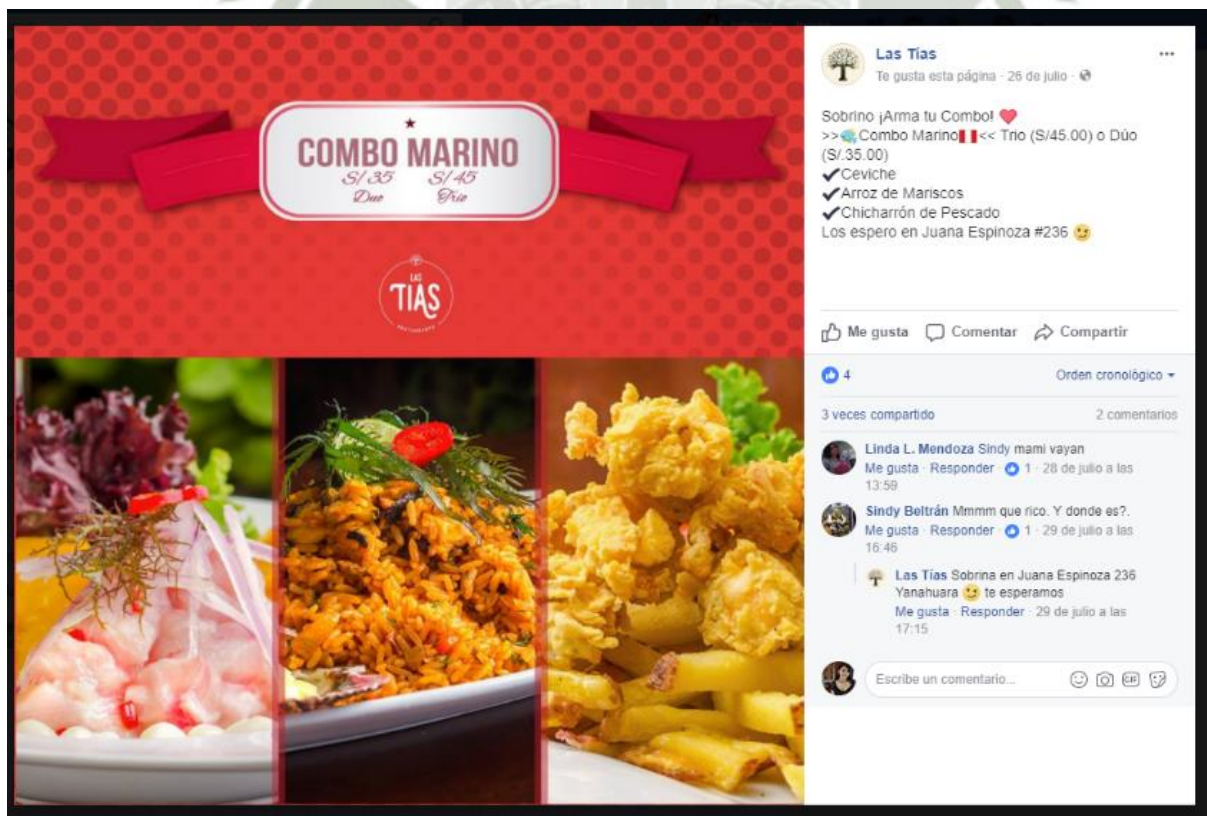 COMBO MARINO
S/ 35 S/ 45
Duo Trio
LAS
TÍAS
RESTAURANTE
Las Tías
Te gusta esta página · 26 de julio ·
Sobrino ¡Arma tu Combo! ❤️
>>Combo Marino🇵🇪<< Trio (S/45.00) o Dúo
(S/.35.00)
✔Ceviche
✔Arroz de Mariscos
✔Chicharrón de Pescado
Los espero en Juana Espinoza #236 😉
Me gusta Comentar Compartir
4 Orden cronológico
3 veces compartido 2 comentarios
Linda L. Mendoza Sindy mami vayan
Me gusta · Responder · 1 · 28 de julio a las
13:59
Sindy Beltrán Mmmm que rico. Y donde es?.
Me gusta · Responder · 1 · 29 de julio a las
16:46
Las Tías Sobrina en Juana Espinoza 236
Yanahuara 😉 te esperamos
Me gusta · Responder · 29 de julio a las
17:15
Escribe un comentario... GIF